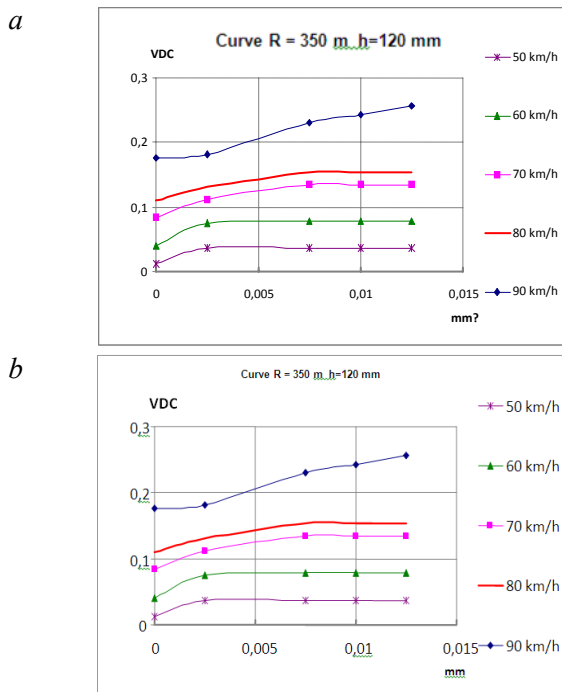 a
Curve R = 350 m h=120 mm
VDC
0,3
0,2
0,1
0
0
0,005
0,01
0,015
mm?
50 km/h
60 km/h
70 km/h
80 km/h
90 km/h
b
Curve R = 350 m h=120 mm
VDC
0,3
0,2
0,1
0
0
0,005
0,01
0,015
mm
50 km/h
60 km/h
70 km/h
80 km/h
90 km/h